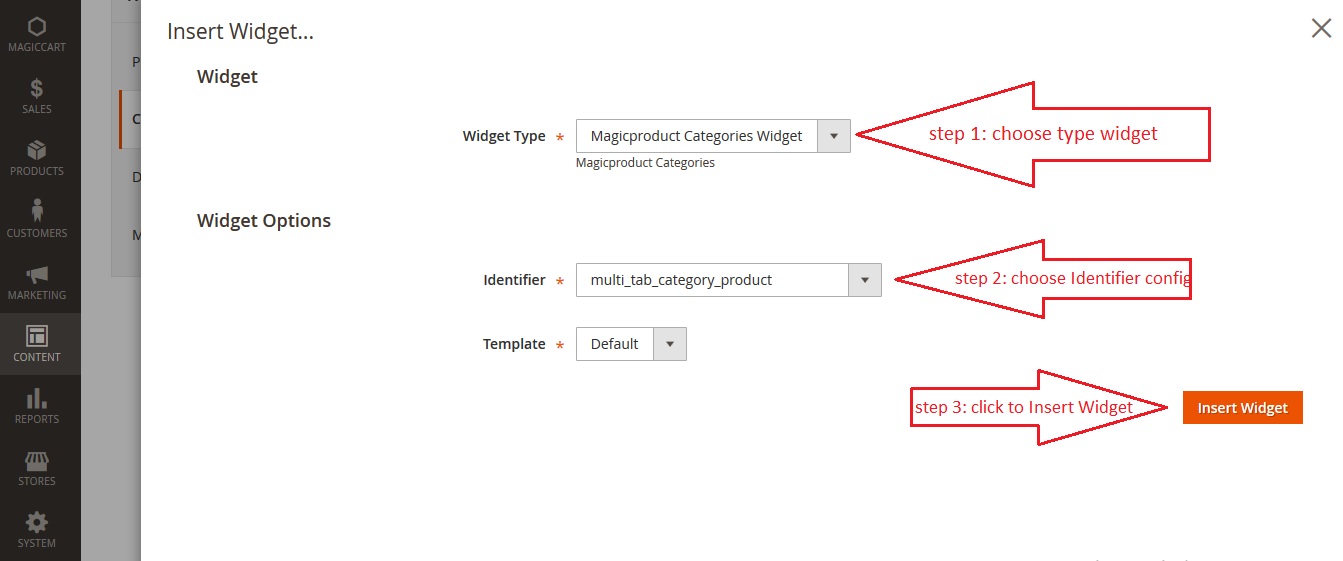 MAGICCART
SALES
PRODUCTS
CUSTOMERS
MARKETING
CONTENT
REPORTS
STORES
SYSTEM
P
C
D
M
Insert Widget...
Widget
Widget Type * Magicproduct Categories Widget
step 1: choose type widget
Magicproduct Categories
Widget Options
Identifier * multi_tab_category_product
step 2: choose Identifier config
Template * Default
step 3: click to Insert Widget
Insert Widget